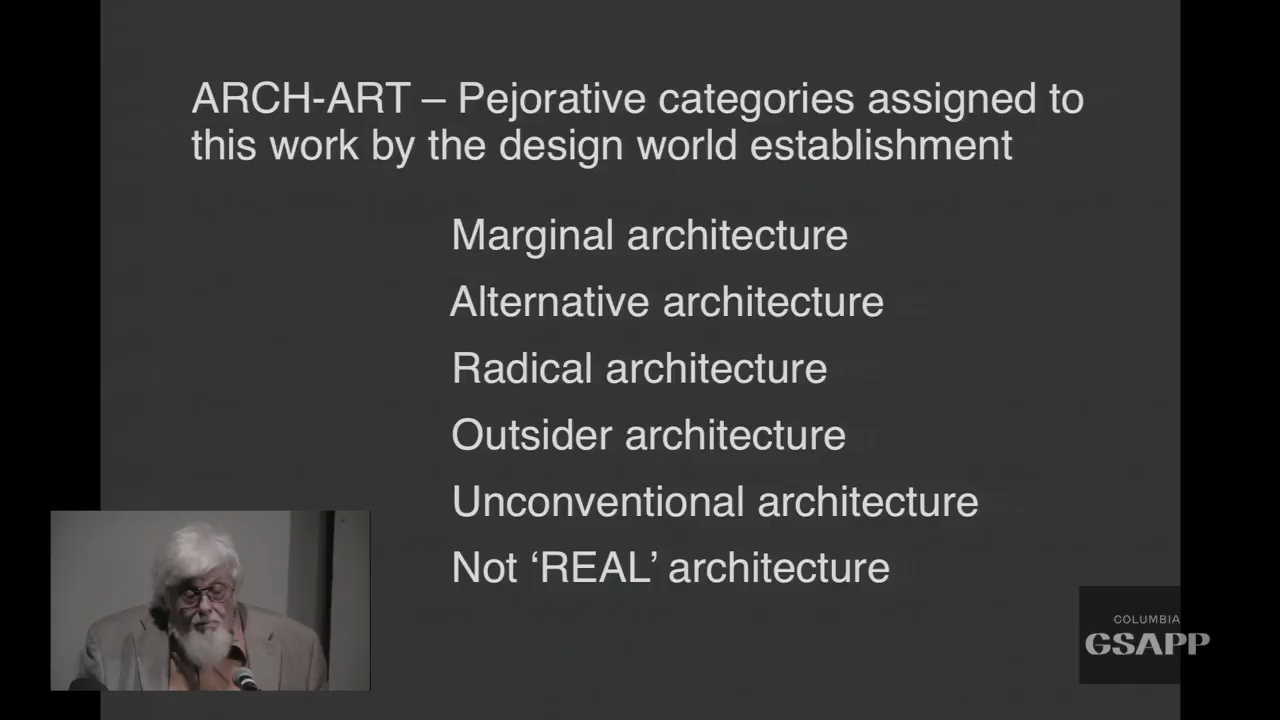 ARCH-ART – Pejorative categories assigned to
this work by the design world establishment
Marginal architecture
Alternative architecture
Radical architecture
Outsider architecture
Unconventional architecture
Not ‘REAL’ architecture
COLUMBIA
GSAPP